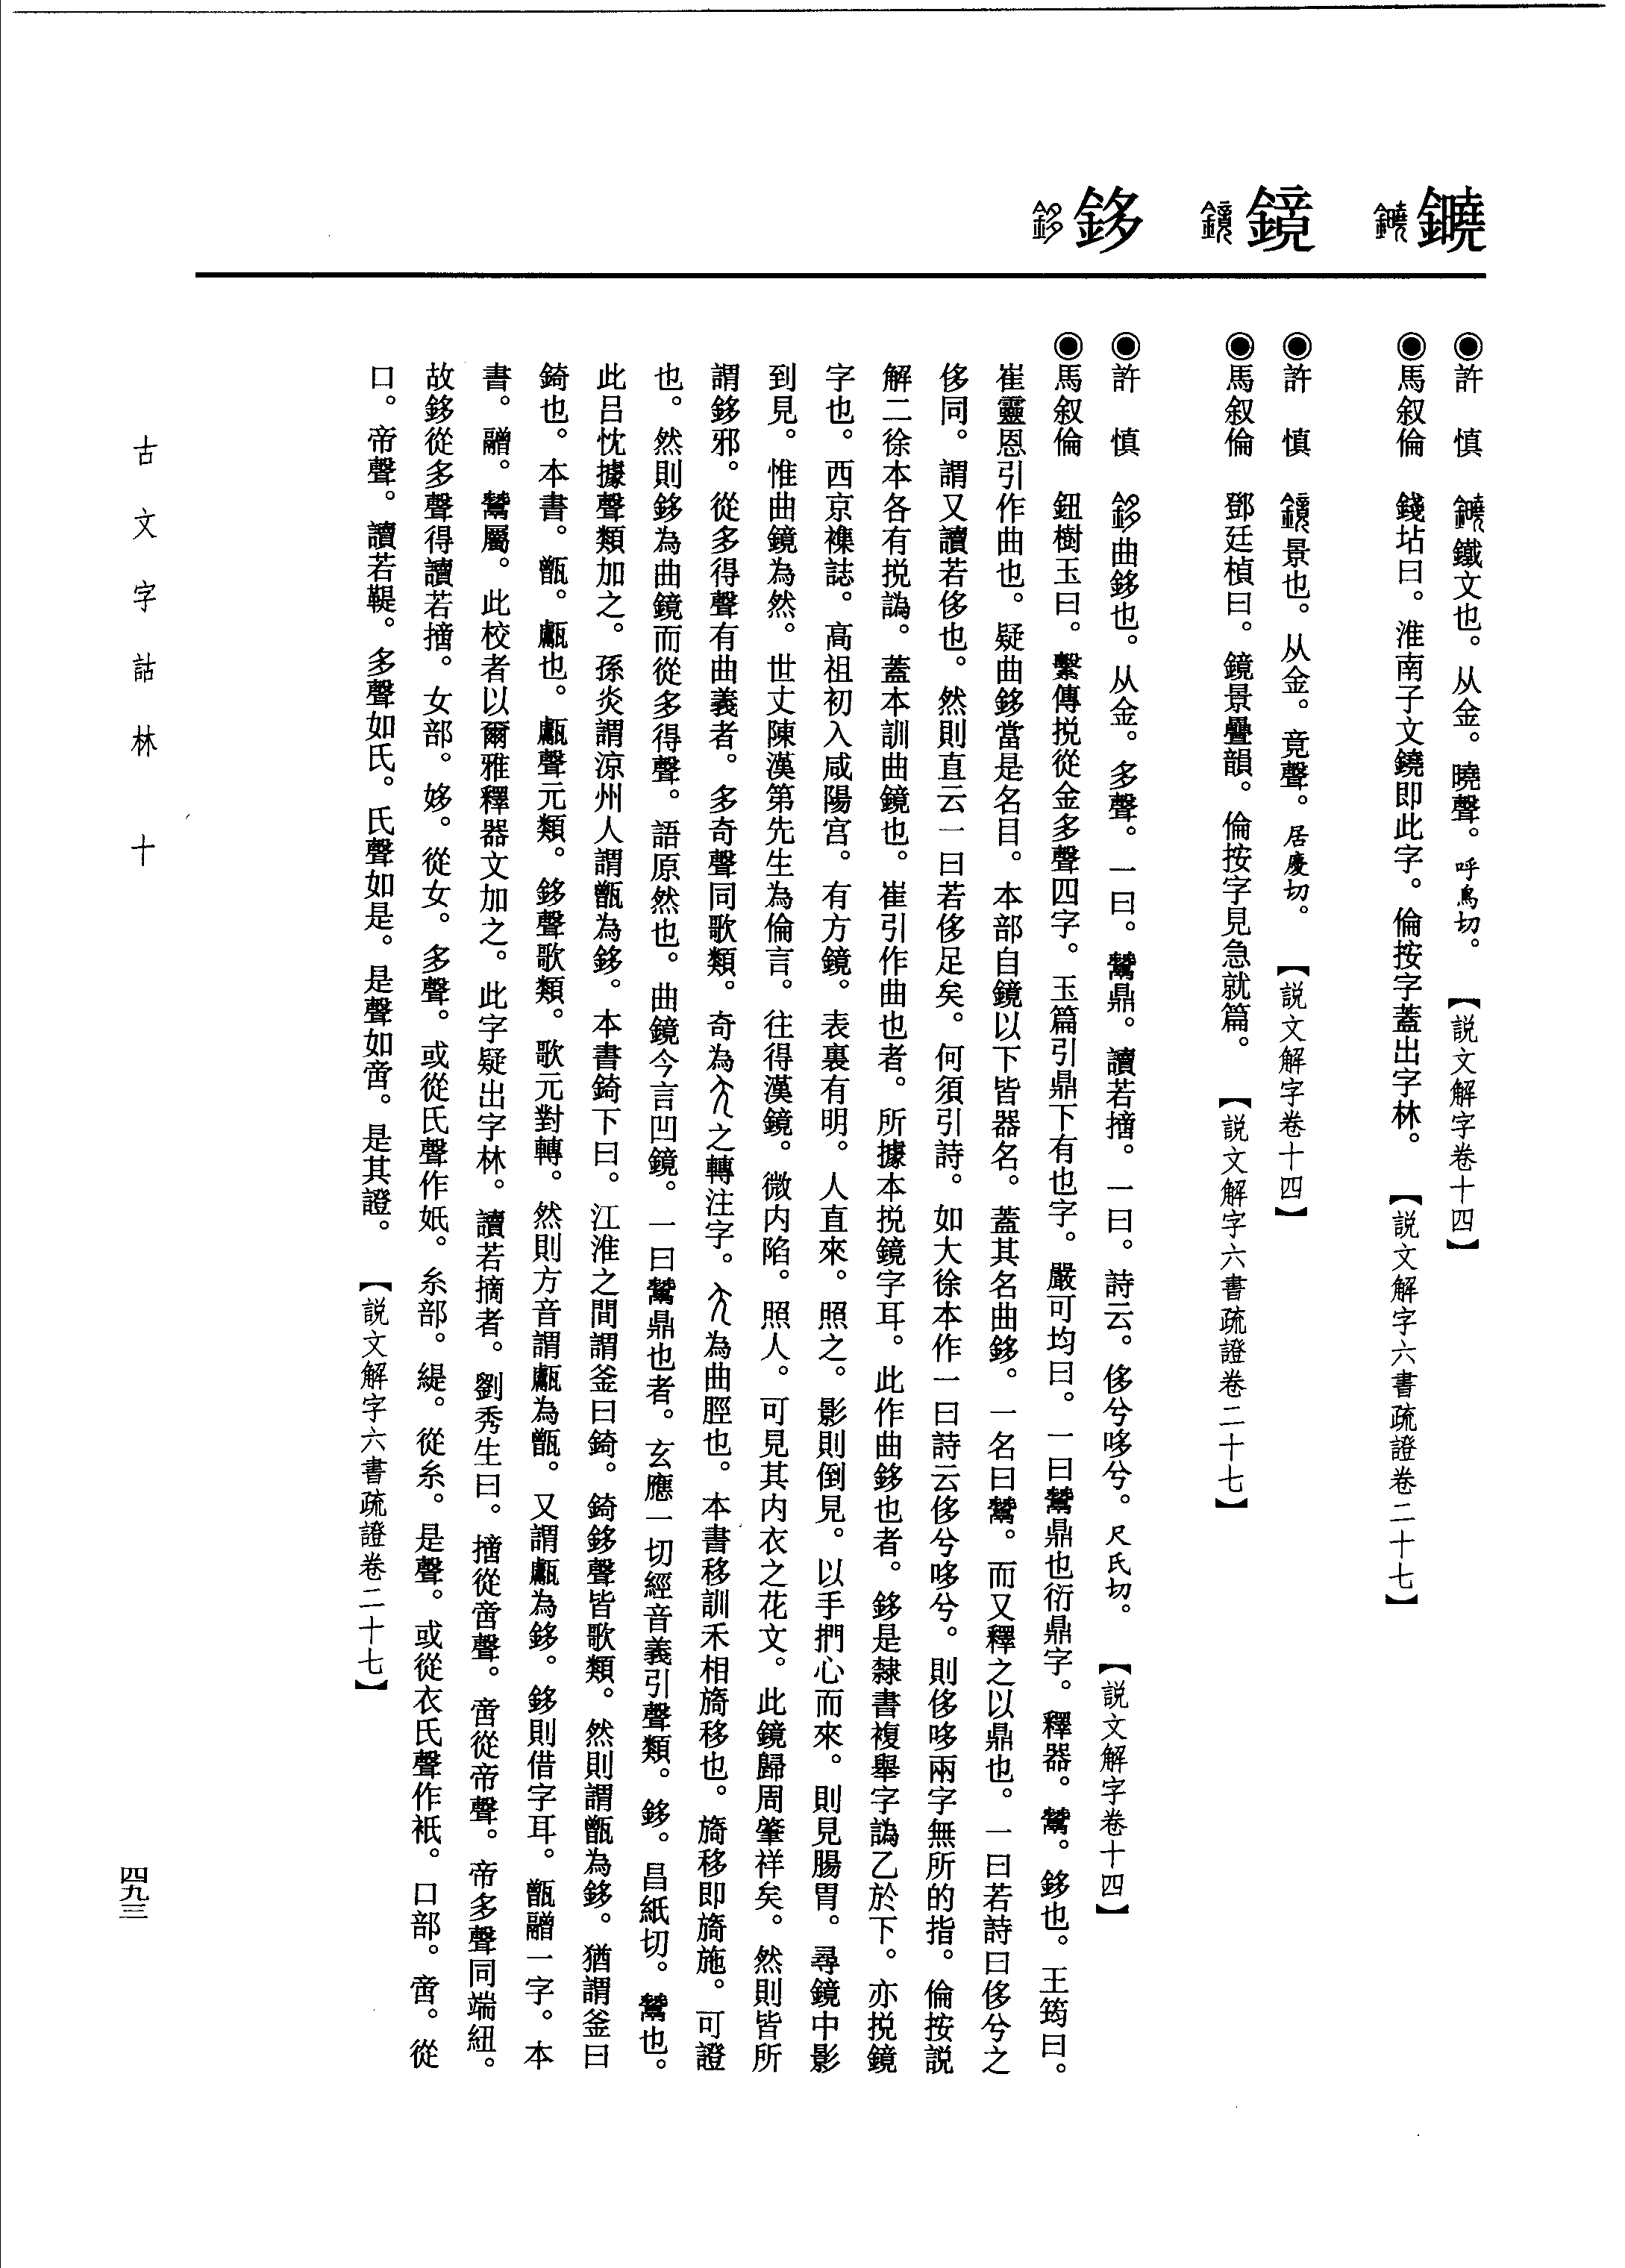 鐃
鏡
鉹
◉許 慎 鐵文也。从金。曉聲。呼鳥切。 【説文解字卷十四】
◉馬叙倫 錢坫曰。淮南子文鐃即此字。倫按字蓋出字林。 【説文解字六書疏證卷二十七】
◉許 慎 景也。从金。竟聲。居慶切。 【説文解字卷十四】
◉馬叙倫 鄧廷楨曰。鏡景疊韻。倫按字見急就篇。 【説文解字六書疏證卷二十七】
◉許 慎 曲鉹也。从金。多聲。一曰。鬵鼎。讀若摛。一曰。詩云。侈兮哆兮。尺氏切。 【説文解字卷十四】
◉馬叙倫 鈕樹玉曰。繫傳挩從金多聲四字。玉篇引鼎下有也字。嚴可均曰。一曰鬵鼎也衍鼎字。釋器。鬵。鉹也。王筠曰。
崔靈恩引作曲也。疑曲鉹當是名目。本部自鏡以下皆器名。蓋其名曲鉹。一名曰鬵。而又釋之以鼎也。一曰若詩曰侈兮之
侈同。謂又讀若侈也。然則直云一曰若侈足矣。何須引詩。如大徐本作一曰詩云侈兮哆兮。則侈哆兩字無所的指。倫按説
解二徐本各有挩譌。蓋本訓曲鏡也。崔引作曲也者。所據本挩鏡字耳。此作曲鉹也者。鉹是隸書複舉字譌乙於下。亦挩鏡
字也。西京襍誌。高祖初入咸陽宫。有方鏡。表裏有明。人直來。照之。影則倒見。以手捫心而來。則見腸胃。尋鏡中影
到見。惟曲鏡為然。世丈陳漢第先生為倫言。往得漢鏡。微内陷。照人。可見其内衣之花文。此鏡歸周肇祥矣。然則皆所
謂鉹邪。從多得聲有曲義者。多奇聲同歌類。奇為之轉注字。為曲脛也。本書移訓禾相旖移也。旖移即旖施。可證
也。然則鉹為曲鏡而從多得聲。語原然也。曲鏡今言凹鏡。一曰鬵鼎也者。玄應一切經音義引聲類。鉹。昌紙切。鬵也。
此吕忱據聲類加之。孫炎謂涼州人謂甑為鉹。本書錡下曰。江淮之間謂釜曰錡。錡鉹聲皆歌類。然則謂甑為鉹。猶謂釜曰
錡也。本書。甑。甗也。甗聲元類。鉹聲歌類。歌元對轉。然則方音謂甗為甑。又謂甗為鉹。鉹則借字耳。甑䰝一字。本
書。䰝。鬵屬。此校者以爾雅釋器文加之。此字疑出字林。讀若摘者。劉秀生曰。摘從啻聲。啻從帝聲。帝多聲同端紐。
故鉹從多聲得讀若摘。女部。姼。從女。多聲。或從氏聲作妧。糸部。緹。從糸。是聲。或從衣氏聲作衹。口部。啻。從
口。帝聲。讀若鞮。多聲如氏。氏聲如是。是聲如啻。是其證。 【説文解字六書疏證卷二十七】
古文字詁林 十
四九三